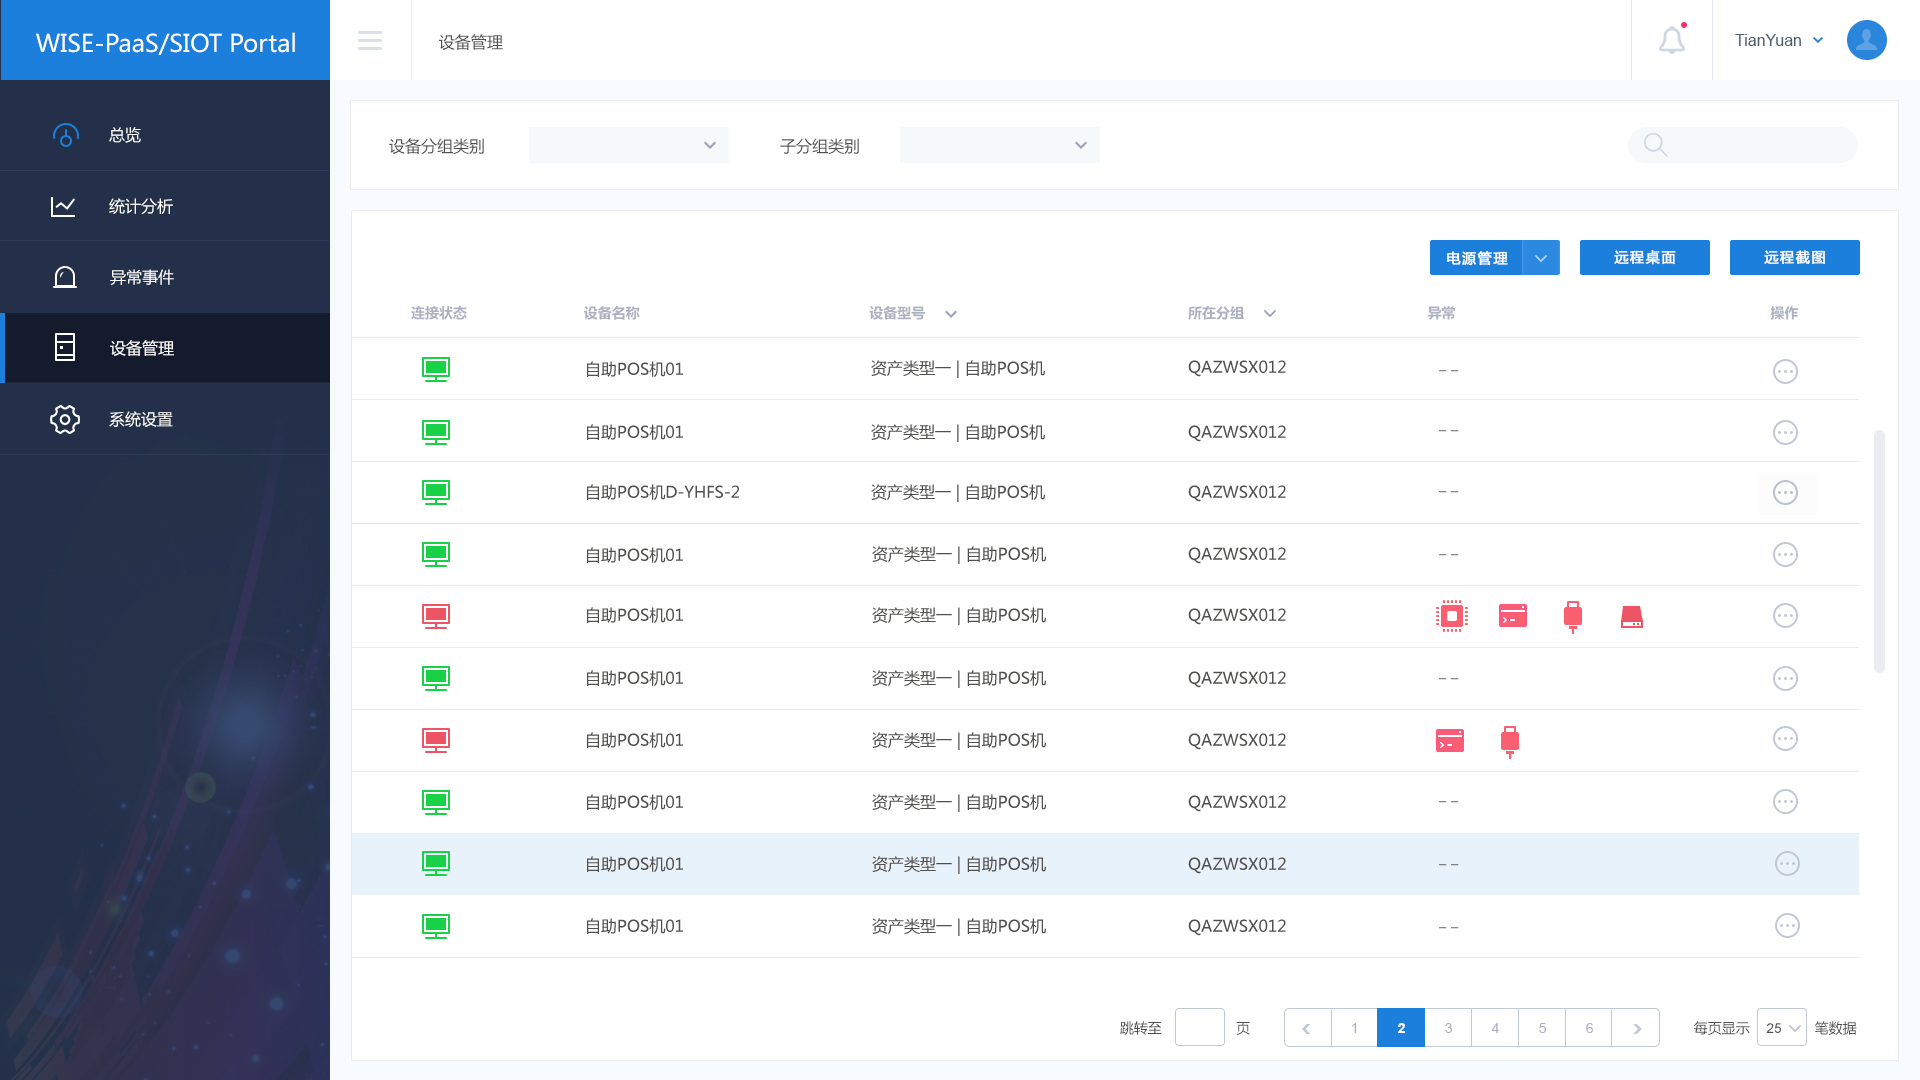 WISE-PaaS/SIOT Portal
设备管理
TianYuan
总览
统计分析
异常事件
设备管理
系统设置
设备分组类别
子分组类别
电源管理
远程桌面
远程截图
连接状态 设备名称 设备型号 所在分组 异常 操作
自助POS机01 资产类型一 | 自助POS机 QAZWSX012 – –
自助POS机01 资产类型一 | 自助POS机 QAZWSX012 – –
自助POS机D-YHFS-2 资产类型一 | 自助POS机 QAZWSX012 – –
自助POS机01 资产类型一 | 自助POS机 QAZWSX012 – –
自助POS机01 资产类型一 | 自助POS机 QAZWSX012
自助POS机01 资产类型一 | 自助POS机 QAZWSX012 – –
自助POS机01 资产类型一 | 自助POS机 QAZWSX012
自助POS机01 资产类型一 | 自助POS机 QAZWSX012 – –
自助POS机01 资产类型一 | 自助POS机 QAZWSX012 – –
自助POS机01 资产类型一 | 自助POS机 QAZWSX012 – –
跳转至 页 1 2 3 4 5 6 每页显示 25 笔数据